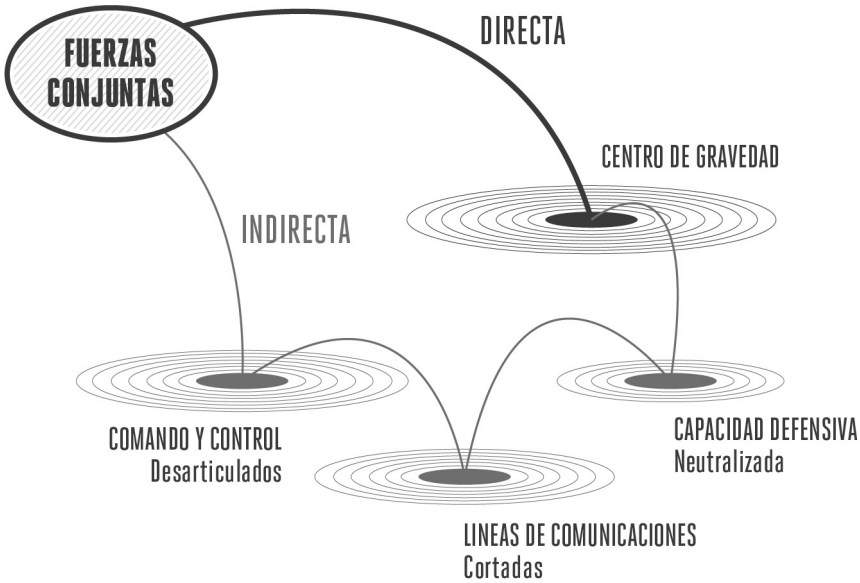 FUERZAS
CONJUNTAS
DIRECTA
CENTRO DE GRAVEDAD
INDIRECTA
COMANDO Y CONTROL
Desarticulados
CAPACIDAD DEFENSIVA
Neutralizada
LINEAS DE COMUNICACIONES
Cortadas